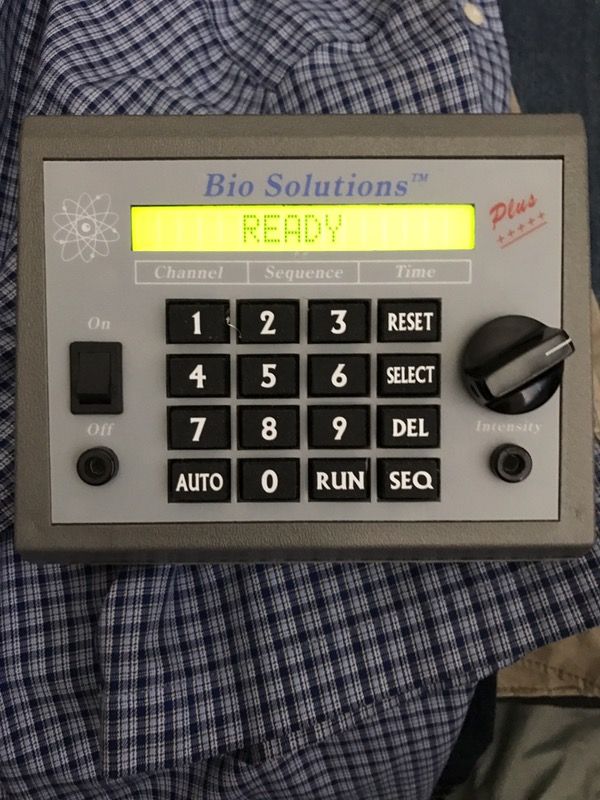 Bio Solutions™
Plus
+++++
READY
Channel Sequence Time
On
1 2 3 RESET
4 5 6 SELECT
7 8 9 DEL
Off
Intensity
AUTO 0 RUN SEQ